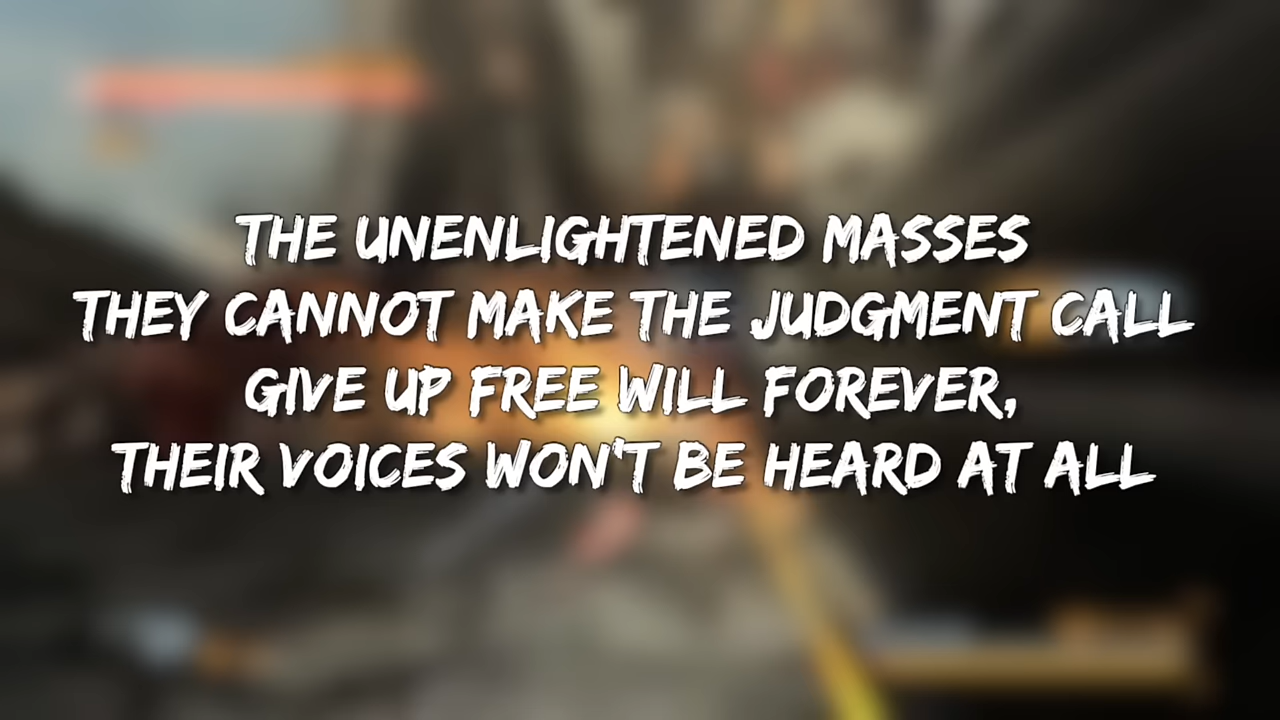 THE UNENLIGHTENED MASSES
THEY CANNOT MAKE THE JUDGMENT CALL
GIVE UP FREE WILL FOREVER,
THEIR VOICES WON'T BE HEARD AT ALL